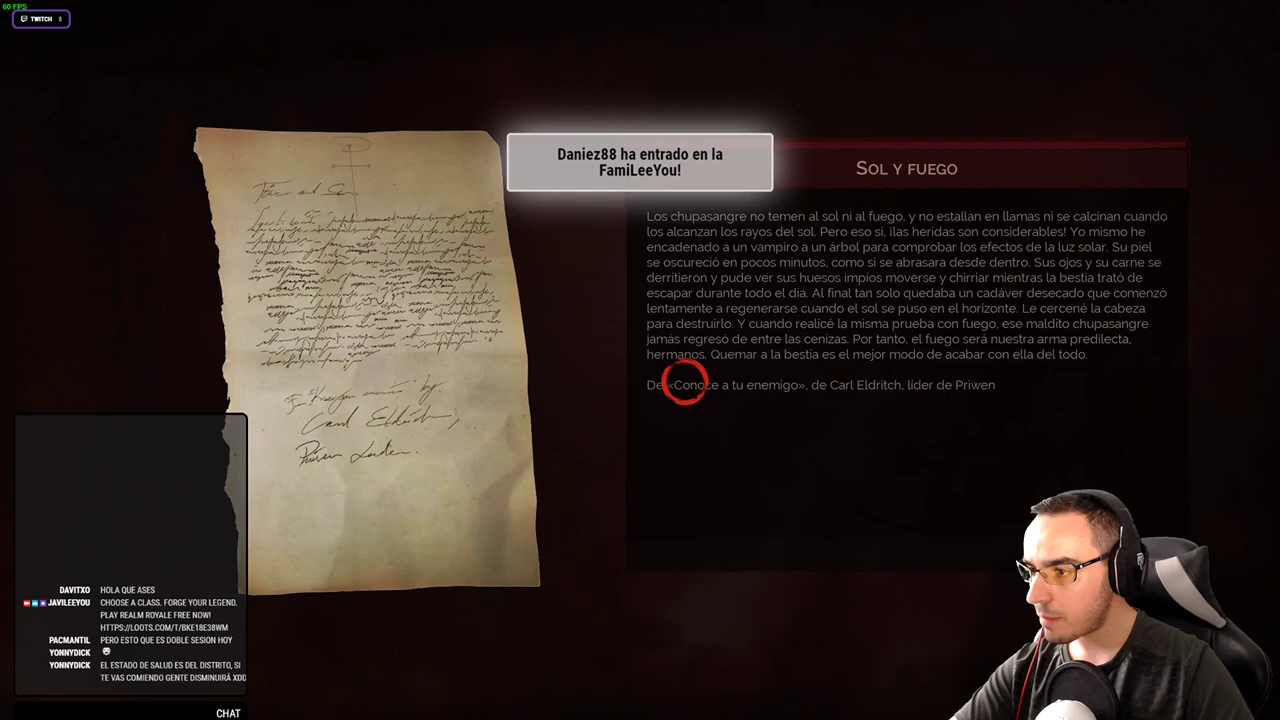 60 FPS
TWITCH 8
Daniez88 ha entrado en la
FamiLeeYou!
Sol y fuego
Los chupasangre no temen al sol ni al fuego, y no estallan en llamas ni se calcinan cuando
los alcanzan los rayos del sol. Pero eso sí, ¡las heridas son considerables! Yo mismo he
encadenado a un vampiro a un árbol para comprobar los efectos de la luz solar. Su piel
se oscureció en pocos minutos, como si se abrasara desde dentro. Sus ojos y su carne se
derritieron y pude ver sus huesos impíos moverse y chirriar mientras la bestia trató de
escapar durante todo el día. Al final tan solo quedaba un cadáver desecado que comenzó
lentamente a regenerarse cuando el sol se puso en el horizonte. Le cercené la cabeza
para destruirlo. Y cuando realicé la misma prueba con fuego, ese maldito chupasangre
jamás regresó de entre las cenizas. Por tanto, el fuego será nuestra arma predilecta,
hermanos. Quemar a la bestia es el mejor modo de acabar con ella del todo.
De «Conoce a tu enemigo», de Carl Eldritch, líder de Priwen
by
Carl Eldritch,
Priwen Leader.
DAVITXO HOLA QUE ASES
JAVILEEYOU CHOOSE A CLASS. FORGE YOUR LEGEND.
PLAY REALM ROYALE FREE NOW!
HTTPS://LOOTS.COM/T/BKE18E38WM
PACMANTIL PERO ESTO QUE ES DOBLE SESION HOY
YONNYDICK
YONNYDICK EL ESTADO DE SALUD ES DEL DISTRITO, SI
TE VAS COMIENDO GENTE DISMINUIRÁ XDD
CHAT